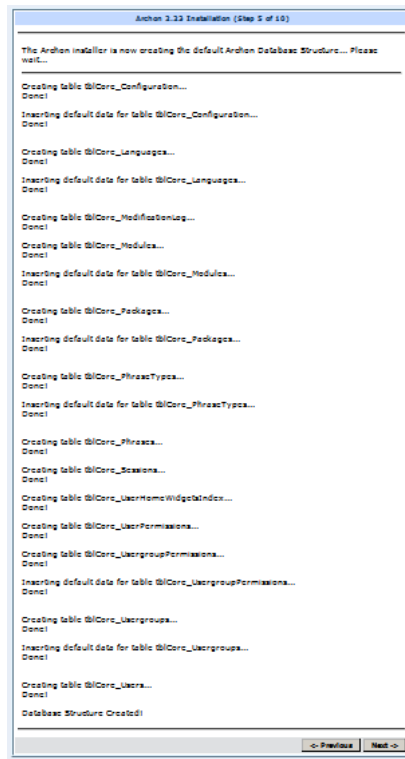 Archon 2.23 Installation (Step 5 of 10)
The Archon installer is now creating the default Archon Database Structure... Please
wait...
Creating table tblCore_Configuration...
Done!
Inserting default data for table tblCore_Configuration...
Done!
Creating table tblCore_Languages...
Done!
Inserting default data for table tblCore_Languages...
Done!
Creating table tblCore_ModificationLog...
Done!
Creating table tblCore_Modules...
Done!
Inserting default data for table tblCore_Modules...
Done!
Creating table tblCore_Packages...
Done!
Inserting default data for table tblCore_Packages...
Done!
Creating table tblCore_PhraseTypes...
Done!
Inserting default data for table tblCore_PhraseTypes...
Done!
Creating table tblCore_Phrases...
Done!
Creating table tblCore_Sessions...
Done!
Creating table tblCore_UserHomeWidgetsIndex...
Done!
Creating table tblCore_UserPermissions...
Done!
Creating table tblCore_UsergroupPermissions...
Done!
Inserting default data for table tblCore_UsergroupPermissions...
Done!
Creating table tblCore_Usergroups...
Done!
Inserting default data for table tblCore_Usergroups...
Done!
Creating table tblCore_Users...
Done!
Database Structure Created!
<- Previous Next ->